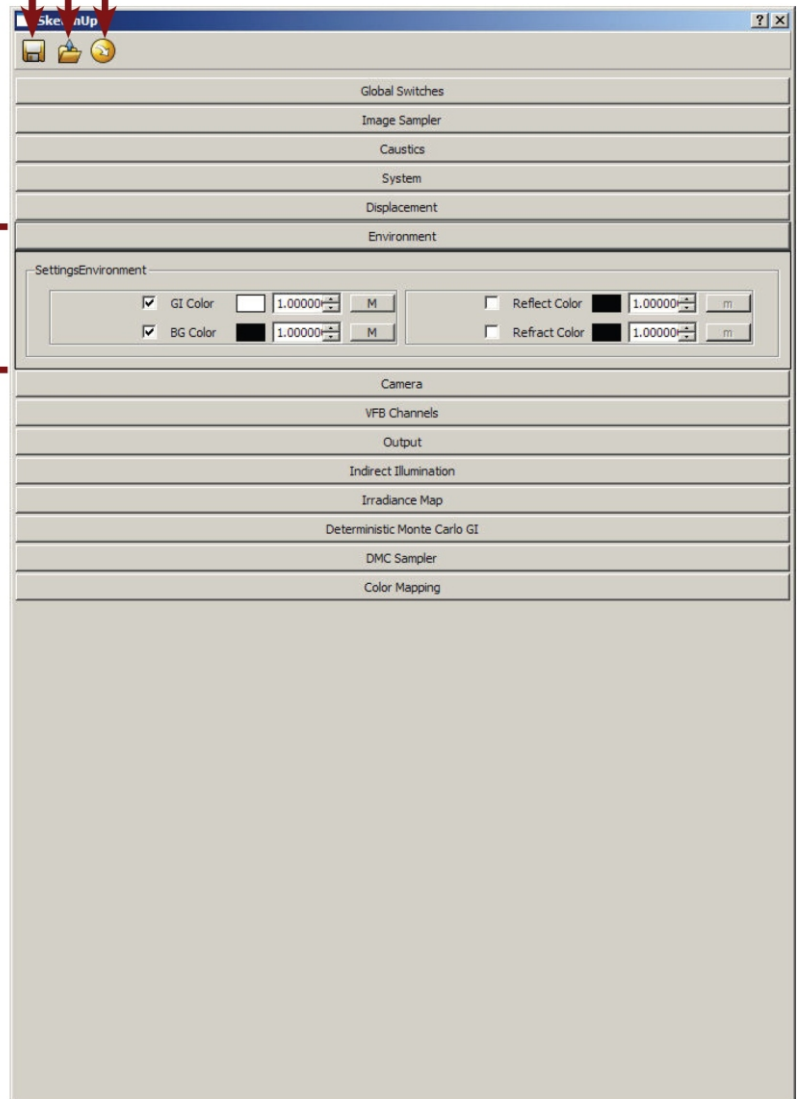 SketchUp
Global Switches
Image Sampler
Caustics
System
Displacement
Environment
SettingsEnvironment
GI Color 1.00000 M Reflect Color 1.00000 m
BG Color 1.00000 M Refract Color 1.00000 m
Camera
VFB Channels
Output
Indirect Illumination
Irradiance Map
Deterministic Monte Carlo GI
DMC Sampler
Color Mapping